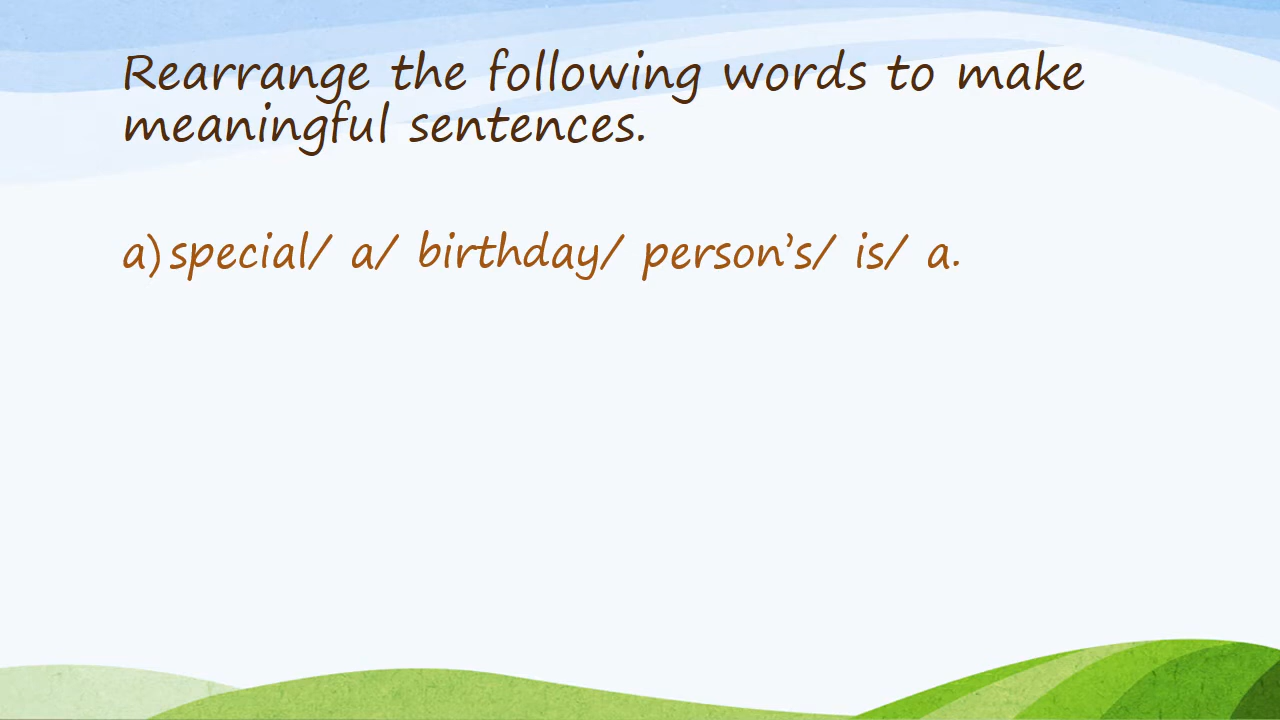 Rearrange the following words to make
meaningful sentences.
a) special/ a/ birthday/ person’s/ is/ a.